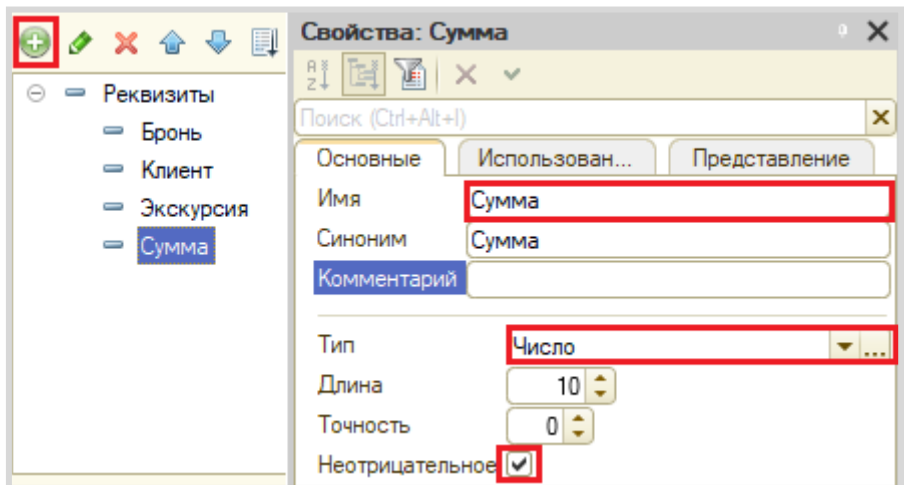 Свойства: Сумма
Поиск (Ctrl+Alt+I)
Реквизиты
Бронь
Клиент
Экскурсия
Сумма
Основные Использован... Представление
Имя Сумма
Синоним Сумма
Комментарий
Тип Число ...
Длина 10
Точность 0
Неотрицательное